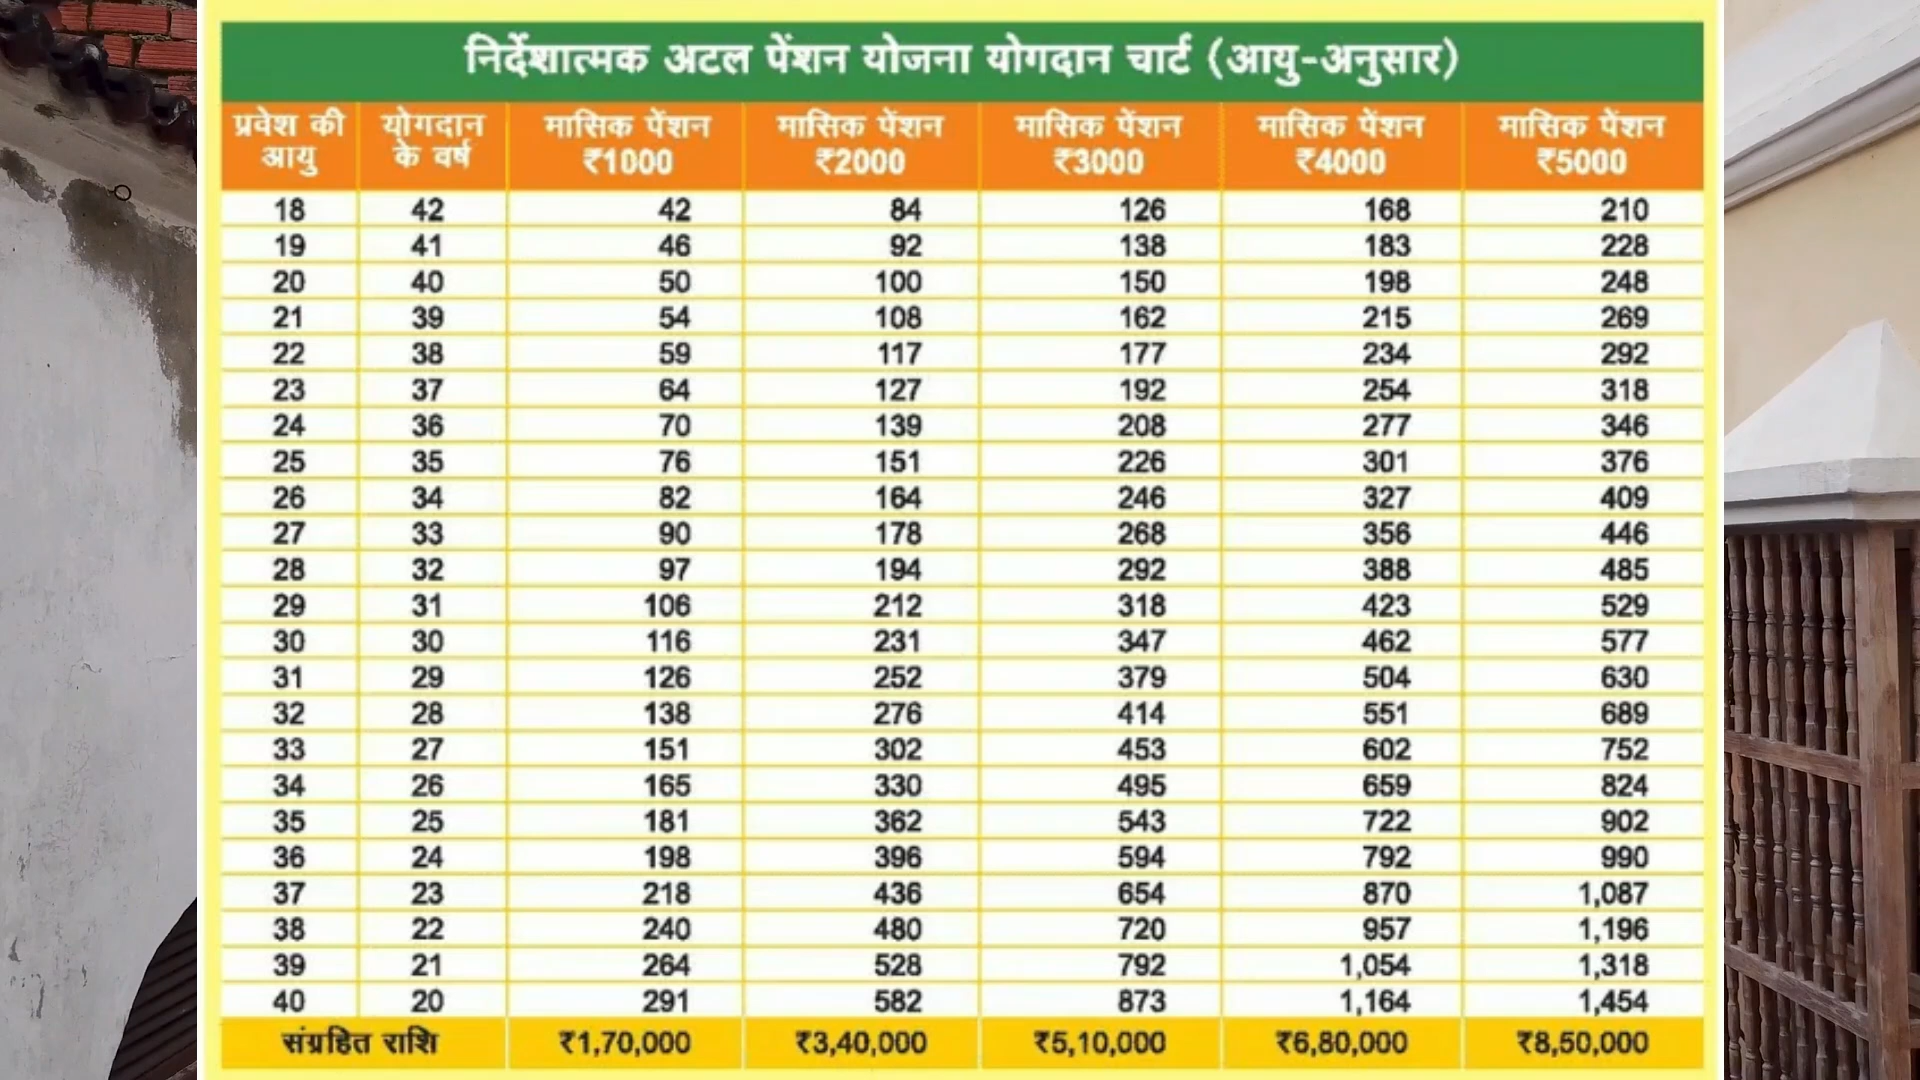 निर्देशात्मक अटल पेंशन योजना योगदान चार्ट (आयु-अनुसार)
प्रवेश की आयु योगदान के वर्ष मासिक पेंशन ₹1000 मासिक पेंशन ₹2000 मासिक पेंशन ₹3000 मासिक पेंशन ₹4000 मासिक पेंशन ₹5000
18 42 42 84 126 168 210
19 41 46 92 138 183 228
20 40 50 100 150 198 248
21 39 54 108 162 215 269
22 38 59 117 177 234 292
23 37 64 127 192 254 318
24 36 70 139 208 277 346
25 35 76 151 226 301 376
26 34 82 164 246 327 409
27 33 90 178 268 356 446
28 32 97 194 292 388 485
29 31 106 212 318 423 529
30 30 116 231 347 462 577
31 29 126 252 379 504 630
32 28 138 276 414 551 689
33 27 151 302 453 602 752
34 26 165 330 495 659 824
35 25 181 362 543 722 902
36 24 198 396 594 792 990
37 23 218 436 654 870 1,087
38 22 240 480 720 957 1,196
39 21 264 528 792 1,054 1,318
40 20 291 582 873 1,164 1,454
संग्रहित राशि ₹1,70,000 ₹3,40,000 ₹5,10,000 ₹6,80,000 ₹8,50,000